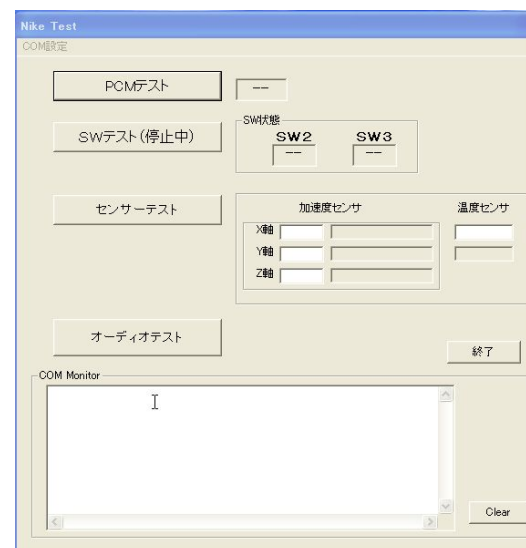 Nike Test
COM設定
PCMテスト
--
SWテスト(停止中)
SW状態
SW2 SW3
-- --
センサーテスト
加速度センサ 温度センサ
X軸
Y軸
Z軸
オーディオテスト
終了
COM Monitor
Clear